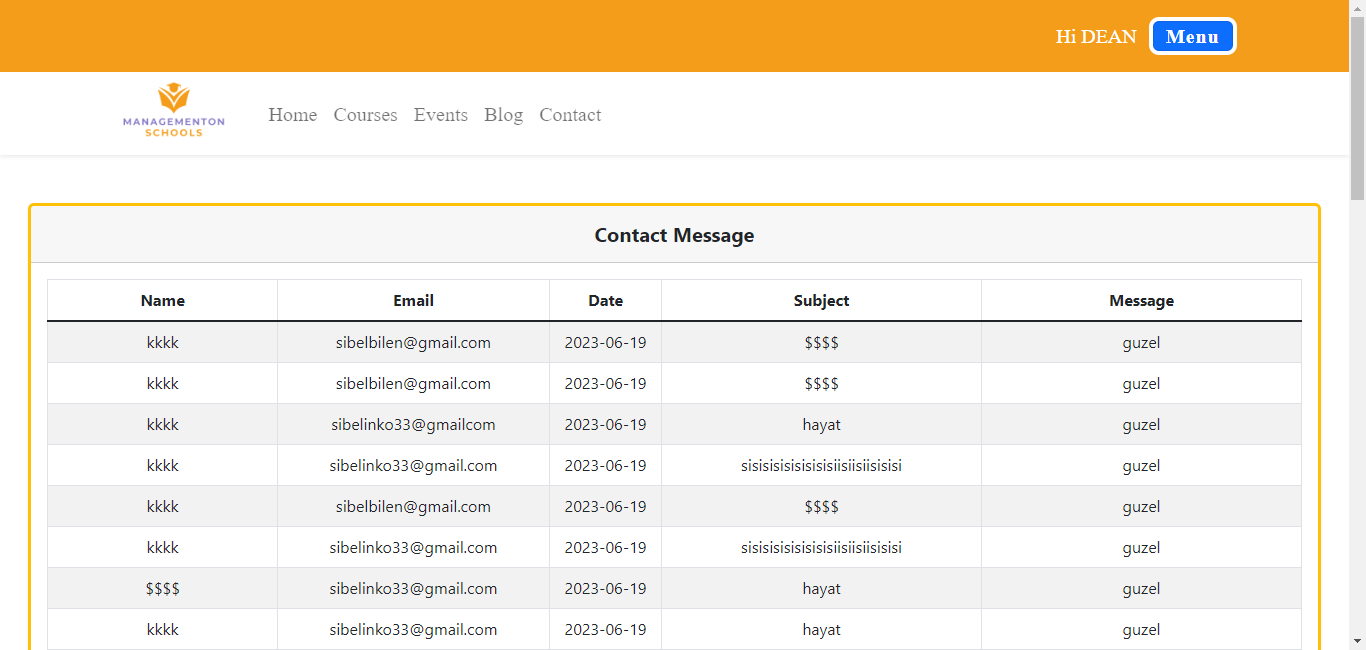 Hi DEAN Menu
MANAGEMENTON
SCHOOLS
Home Courses Events Blog Contact
Contact Message
Name Email Date Subject Message
kkkk sibelbilen@gmail.com 2023-06-19 $$$$ guzel
kkkk sibelbilen@gmail.com 2023-06-19 $$$$ guzel
kkkk sibelinko33@gmailcom 2023-06-19 hayat guzel
kkkk sibelinko33@gmail.com 2023-06-19 sisisisisisisisisiisiisiisisisi guzel
kkkk sibelbilen@gmail.com 2023-06-19 $$$$ guzel
kkkk sibelinko33@gmail.com 2023-06-19 sisisisisisisisisiisiisiisisisi guzel
$$$$ sibelinko33@gmail.com 2023-06-19 hayat guzel
kkkk sibelinko33@gmail.com 2023-06-19 hayat guzel